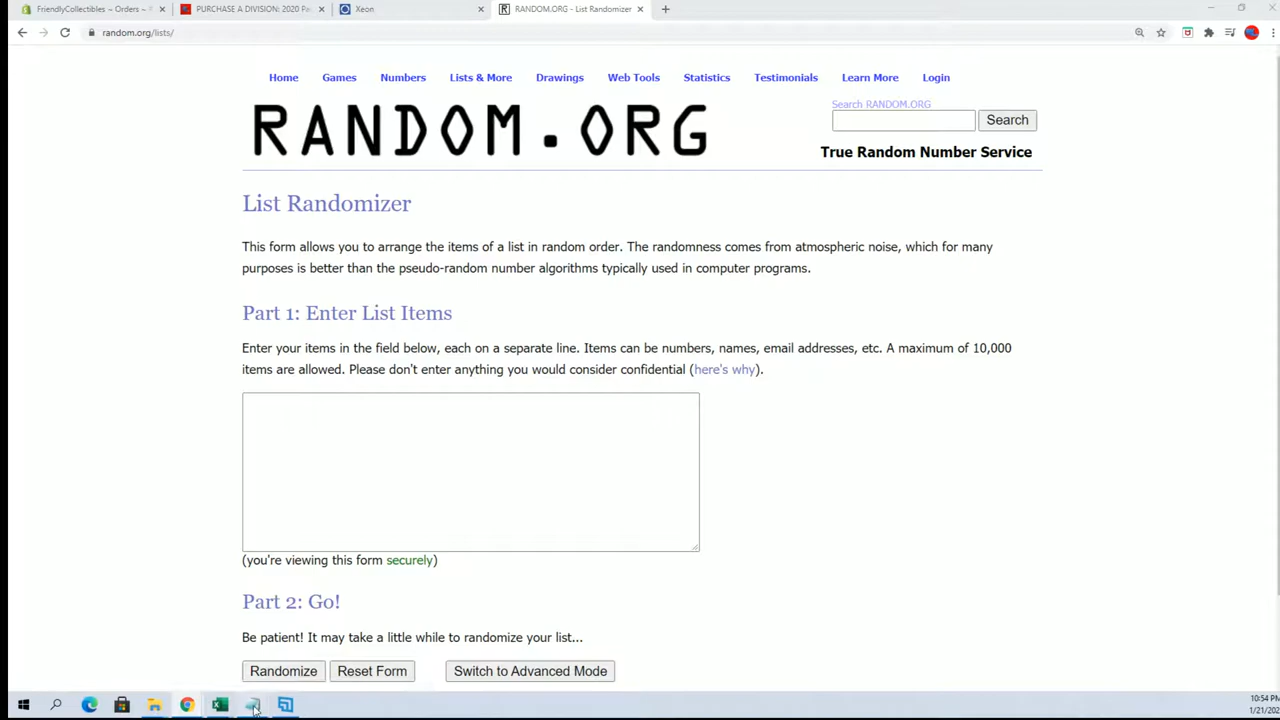 FriendlyCollectibles ~ Orders ~
PURCHASE A DIVISION: 2020
Xeon
RANDOM.ORG - List Randomizer
random.org/lists/
Home Games Numbers Lists & More Drawings Web Tools Statistics Testimonials Learn More Login
RANDOM.ORG
Search RANDOM.ORG
Search
True Random Number Service
List Randomizer
This form allows you to arrange the items of a list in random order. The randomness comes from atmospheric noise, which for many
purposes is better than the pseudo-random number algorithms typically used in computer programs.
Part 1: Enter List Items
Enter your items in the field below, each on a separate line. Items can be numbers, names, email addresses, etc. A maximum of 10,000
items are allowed. Please don't enter anything you would consider confidential (here's why).
(you're viewing this form securely)
Part 2: Go!
Be patient! It may take a little while to randomize your list...
Randomize Reset Form Switch to Advanced Mode
10:54 PM
1/21/202